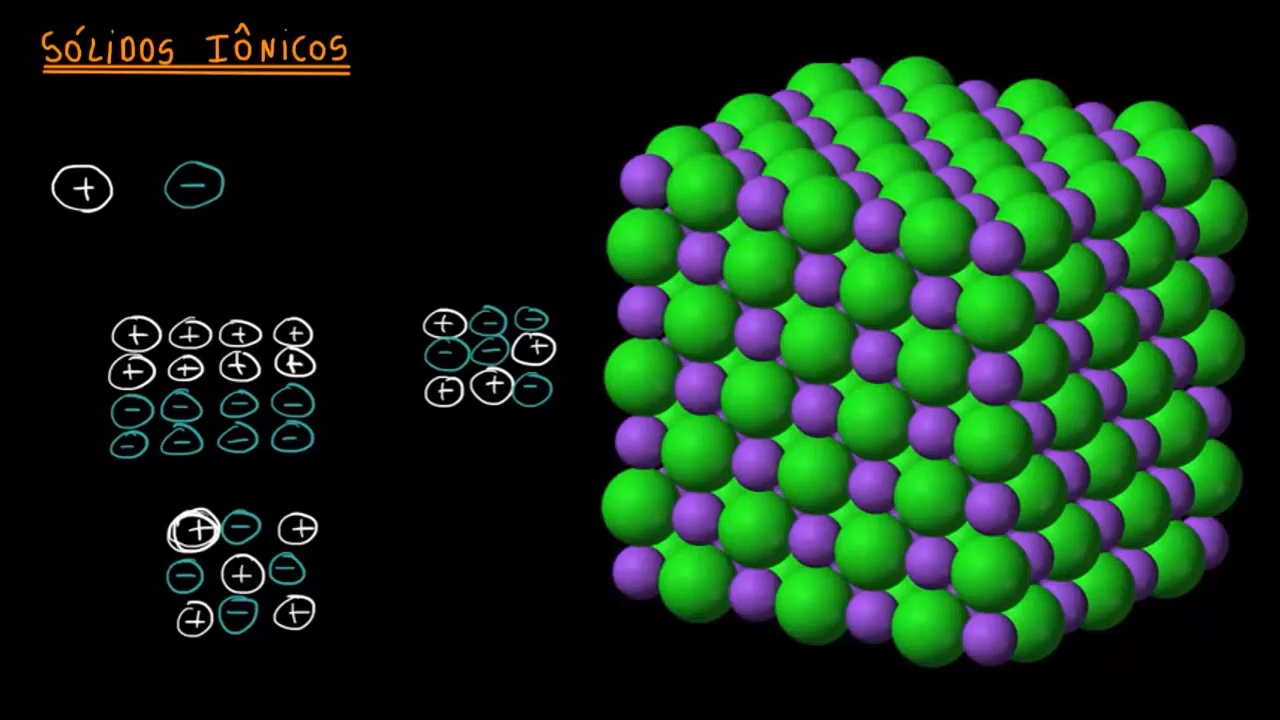 SÓLIDOS IÔNICOS
+ −
+ + + +
+ + + +
− − − −
− − − −
+ − −
− − +
+ + −
+ − +
− + −
+ − +